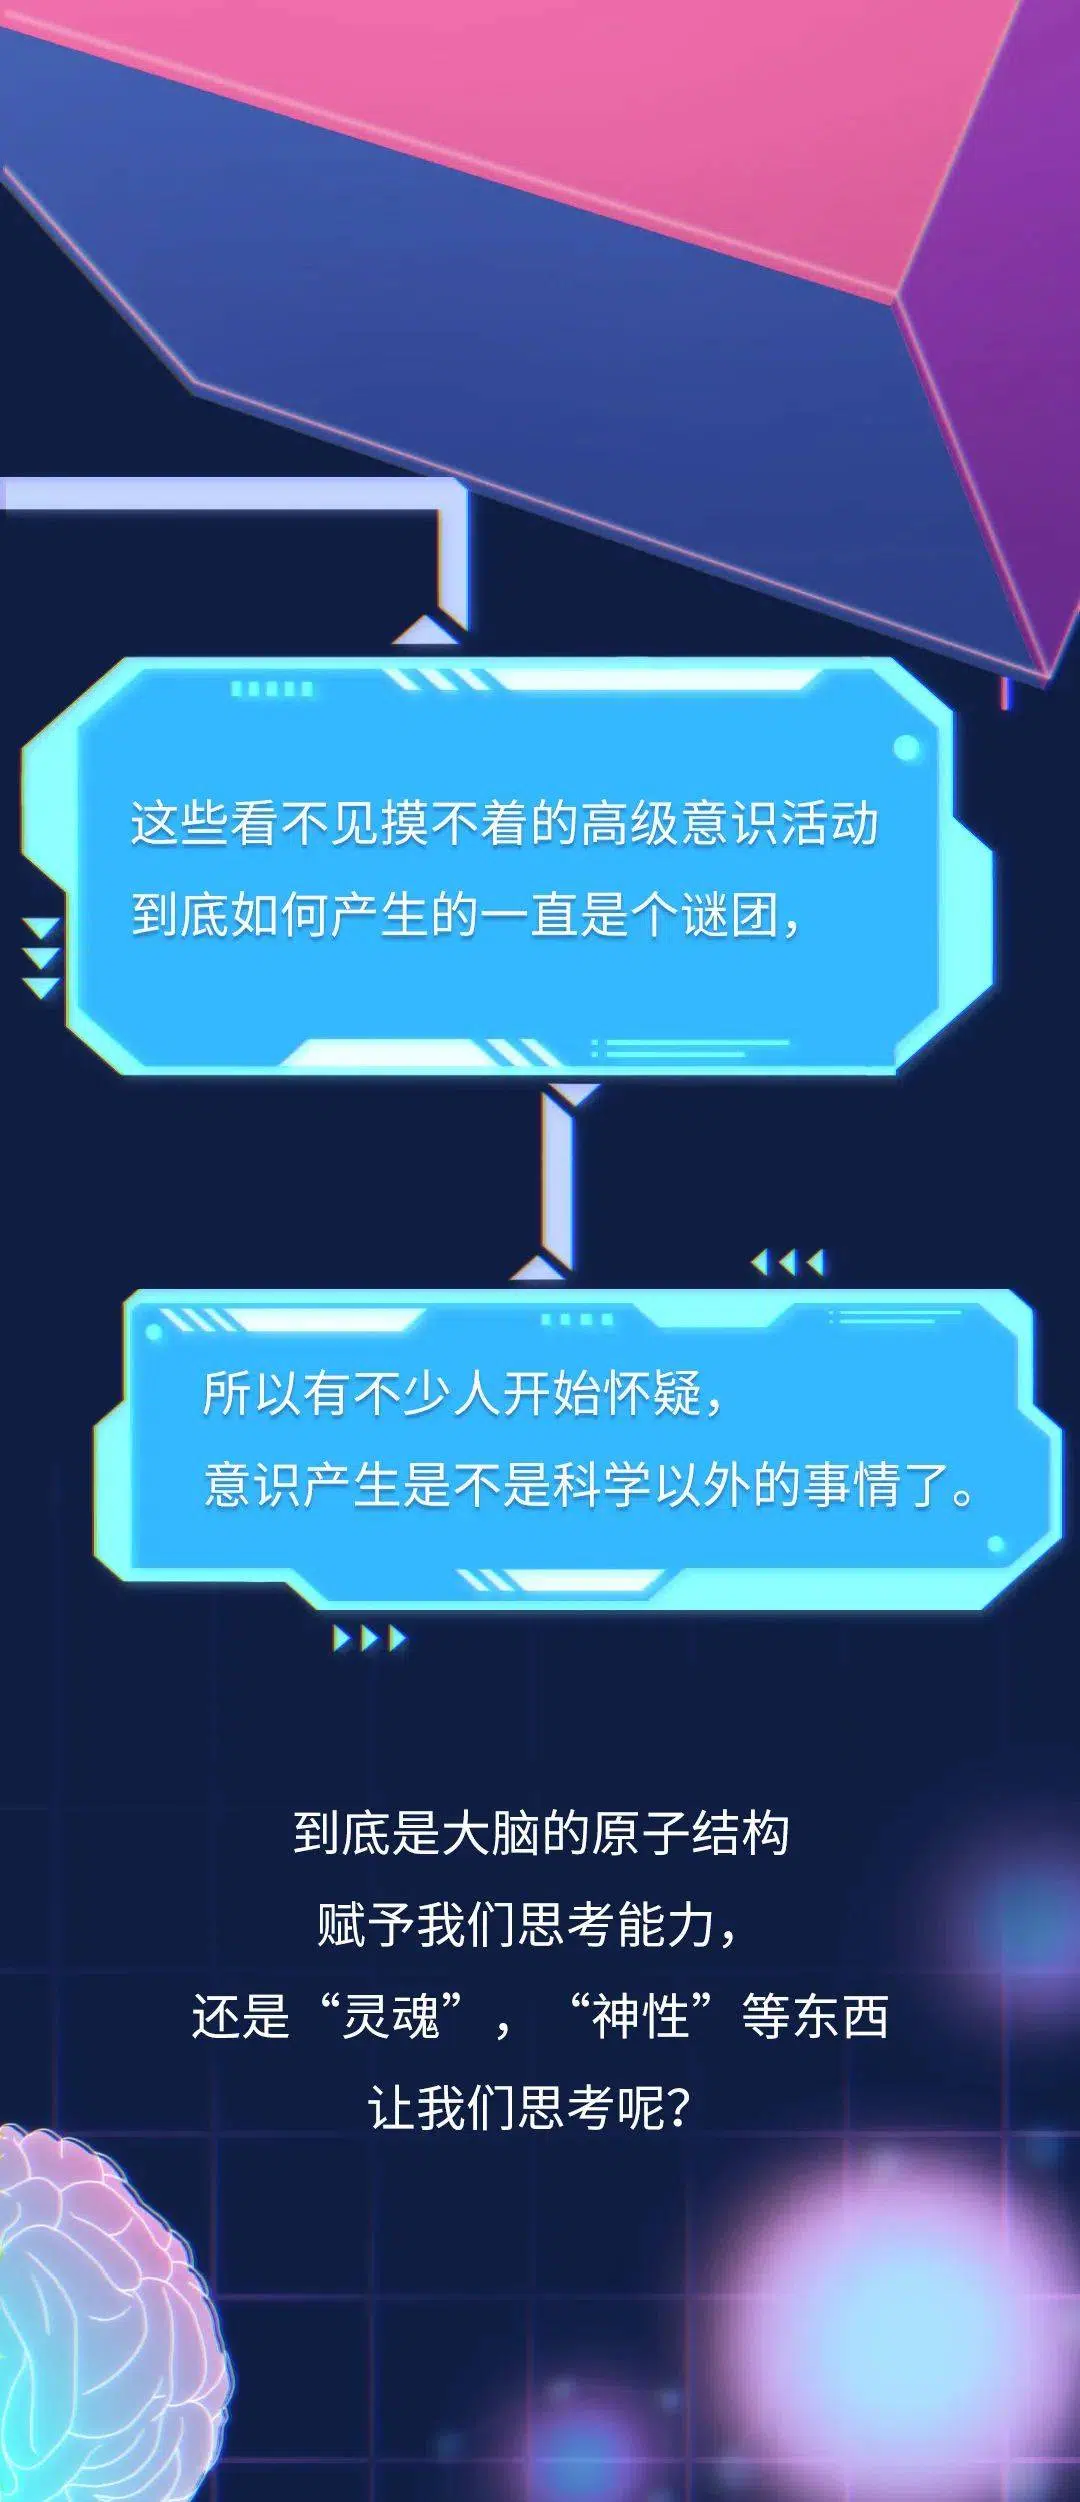 这些看不见摸不着的高级意识活动
到底如何产生的一直是个谜团，
所以有不少人开始怀疑，
意识产生是不是科学以外的事情了。
到底是大脑的原子结构
赋予我们思考能力，
还是“灵魂”，“神性”等东西
让我们思考呢？